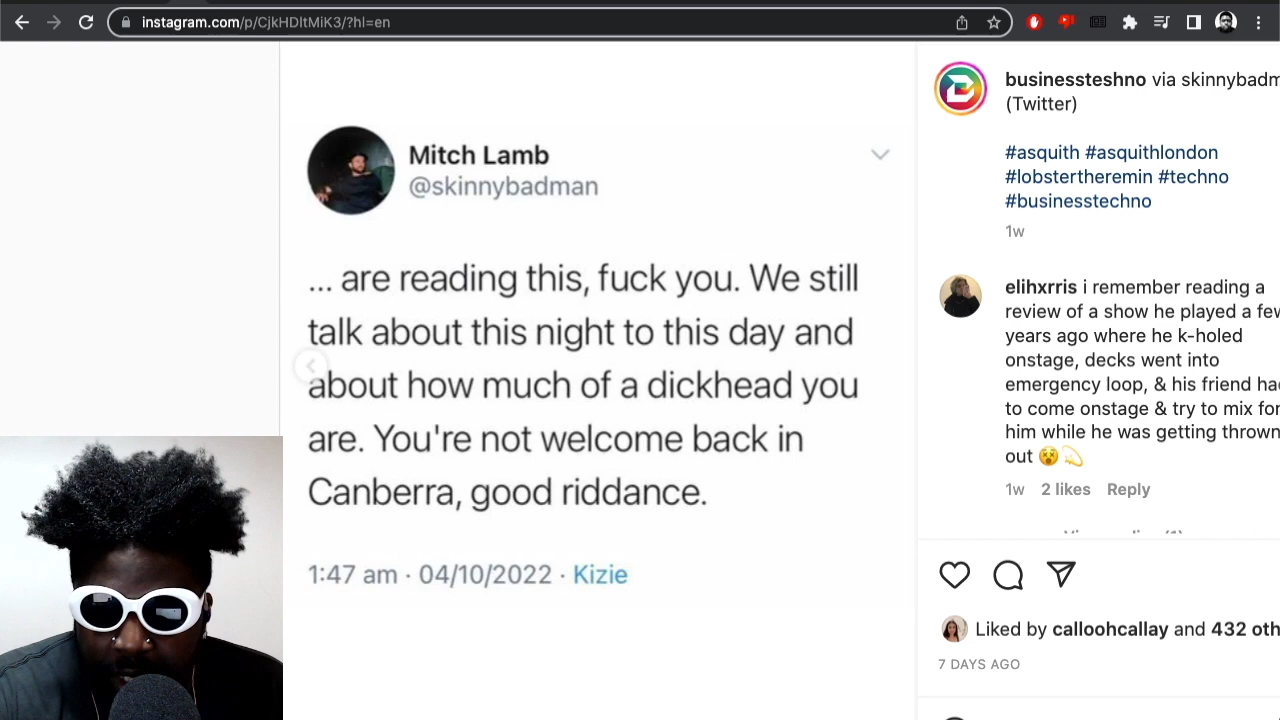 instagram.com/p/CjkHDltMiK3/?hl=en
Mitch Lamb
@skinnybadman
... are reading this, fuck you. We still
talk about this night to this day and
about how much of a dickhead you
are. You're not welcome back in
Canberra, good riddance.
1:47 am · 04/10/2022 · Kizie
businessteshno via skinnybadm
(Twitter)
#asquith #asquithlondon
#lobstertheremin #techno
#businesstechno
1w
elihxrris i remember reading a
review of a show he played a few
years ago where he k-holed
onstage, decks went into
emergency loop, & his friend had
to come onstage & try to mix for
him while he was getting thrown
out 😵💫
1w 2 likes Reply
Liked by calloohcallay and 432 oth
7 DAYS AGO